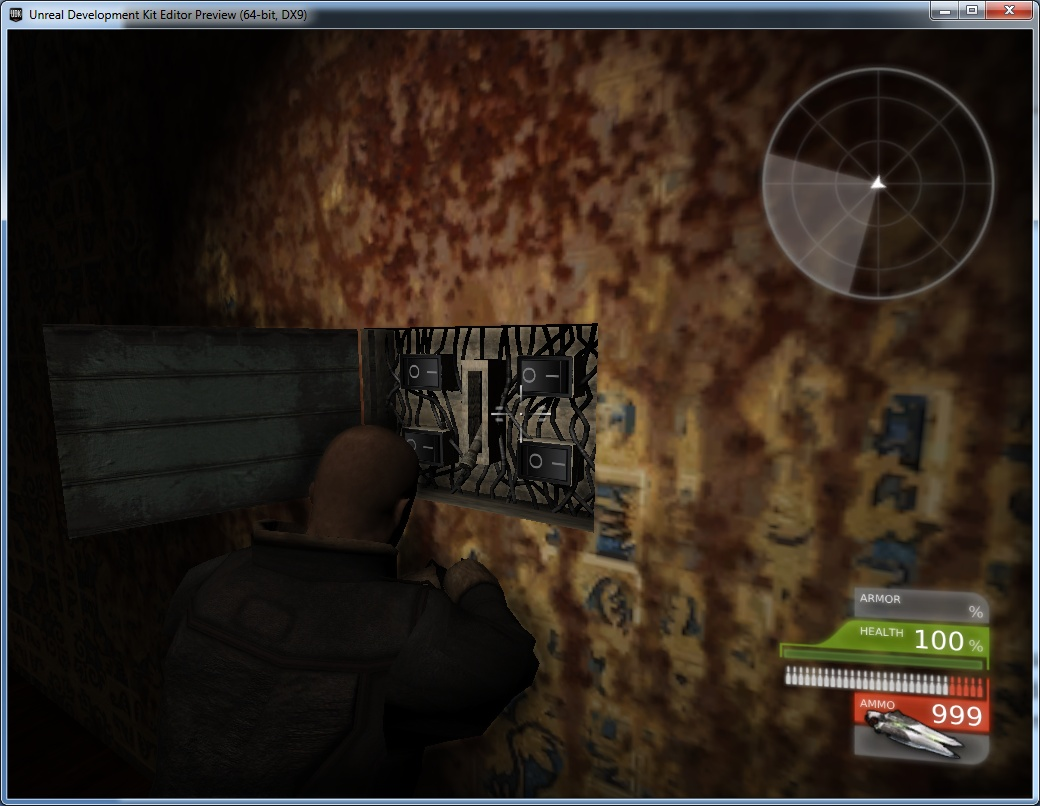 Unreal Development Kit Editor Preview (64-bit, DX9)
ARMOR
%
HEALTH 100 %
AMMO
999